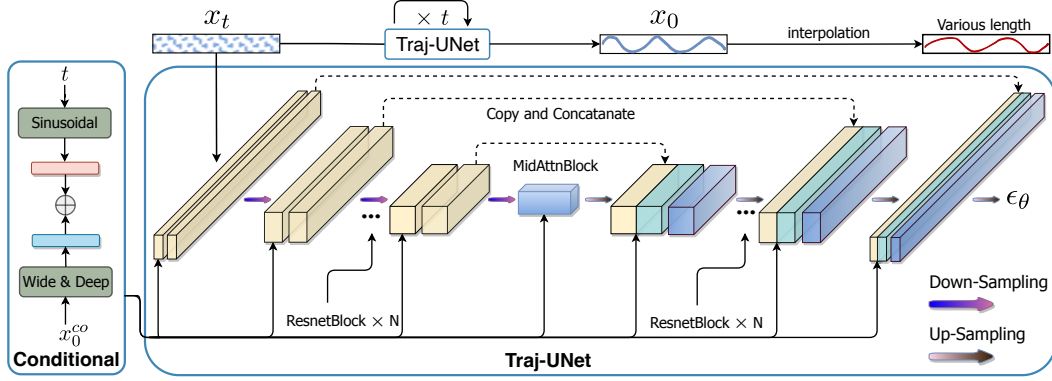 x_t
× t
Traj-UNet
x_0
interpolation
Various length
t
Sinusoidal
Wide & Deep
x_0^{co}
Conditional
Copy and Concatanate
MidAttnBlock
...
...
ϵ_θ
ResnetBlock × N
ResnetBlock × N
Down-Sampling
Up-Sampling
Traj-UNet